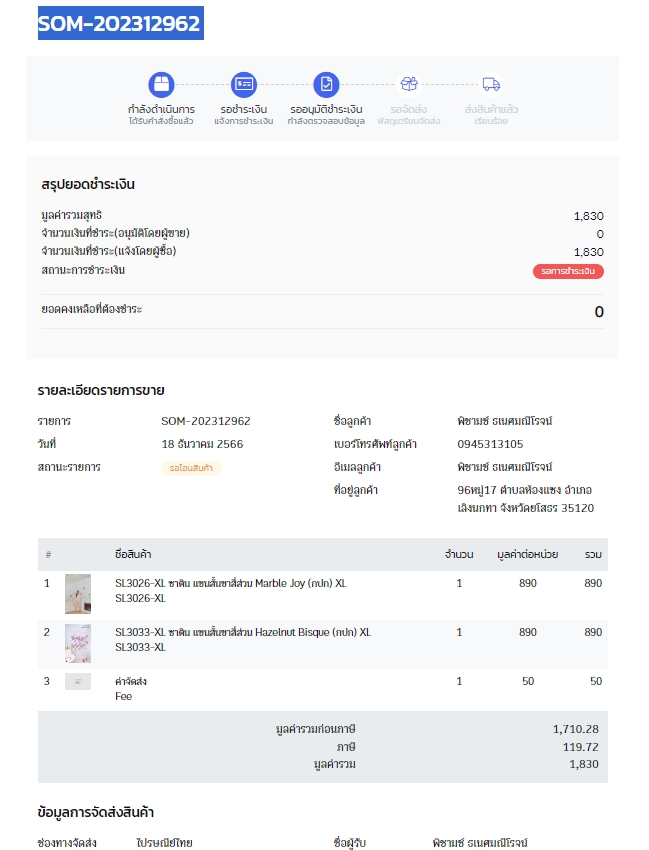 SOM-202312962
กำลังดำเนินการ รอชำระเงิน รออนุมัติชำระเงิน รอจัดส่ง ส่งสินค้าแล้ว
ได้รับคำสั่งซื้อแล้ว แจ้งการชำระเงิน กำลังตรวจสอบข้อมูล พัสดุเตรียมจัดส่ง เรียบร้อย
สรุปยอดชำระเงิน
มูลค่ารวมสุทธิ 1,830
จำนวนเงินที่ชำระ(อนุมัติโดยผู้ขาย) 0
จำนวนเงินที่ชำระ(แจ้งโดยผู้ซื้อ) 1,830
สถานะการชำระเงิน รอการชำระเงิน
ยอดคงเหลือที่ต้องชำระ 0
รายละเอียดรายการขาย
รายการ SOM-202312962 ชื่อลูกค้า พิชามช์ ธเนศมณีโรจน์
วันที่ 18 ธันวาคม 2566 เบอร์โทรศัพท์ลูกค้า 0945313105
สถานะรายการ รอโอนสินค้า อีเมลลูกค้า พิชามช์ ธเนศมณีโรจน์
ที่อยู่ลูกค้า 96หมู่17 ตำบลห้องแซง อำเภอ
เลิงนกทา จังหวัดยโสธร 35120
# ชื่อสินค้า จำนวน มูลค่าต่อหน่วย รวม
1 SL3026-XL ซาติน แขนสั้นขาสี่ส่วน Marble Joy (กปก) XL 1 890 890
SL3026-XL
2 SL3033-XL ซาติน แขนสั้นขาสี่ส่วน Hazelnut Bisque (กปก) XL 1 890 890
SL3033-XL
3 ค่าจัดส่ง 1 50 50
Fee
มูลค่ารวมก่อนภาษี 1,710.28
ภาษี 119.72
มูลค่ารวม 1,830
ข้อมูลการจัดส่งสินค้า
ช่องทางจัดส่ง ไปรษณีย์ไทย ชื่อผู้รับ พิชามช์ ธเนศมณีโรจน์